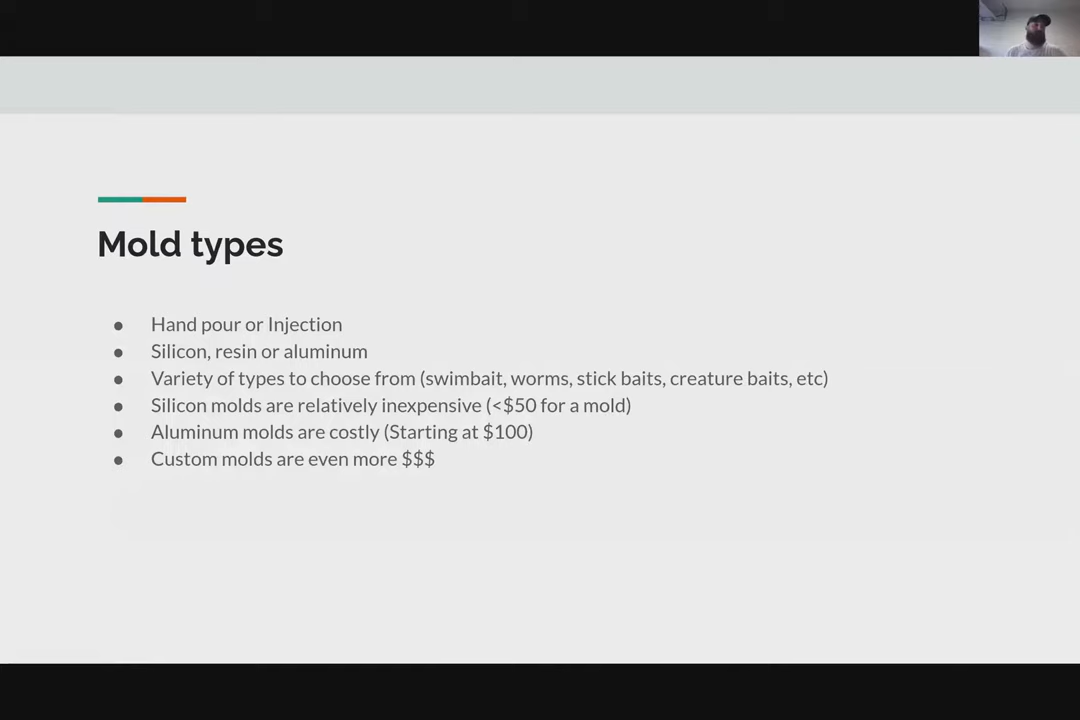 Mold types
● Hand pour or Injection
● Silicon, resin or aluminum
● Variety of types to choose from (swimbait, worms, stick baits, creature baits, etc)
● Silicon molds are relatively inexpensive (<$50 for a mold)
● Aluminum molds are costly (Starting at $100)
● Custom molds are even more $$$